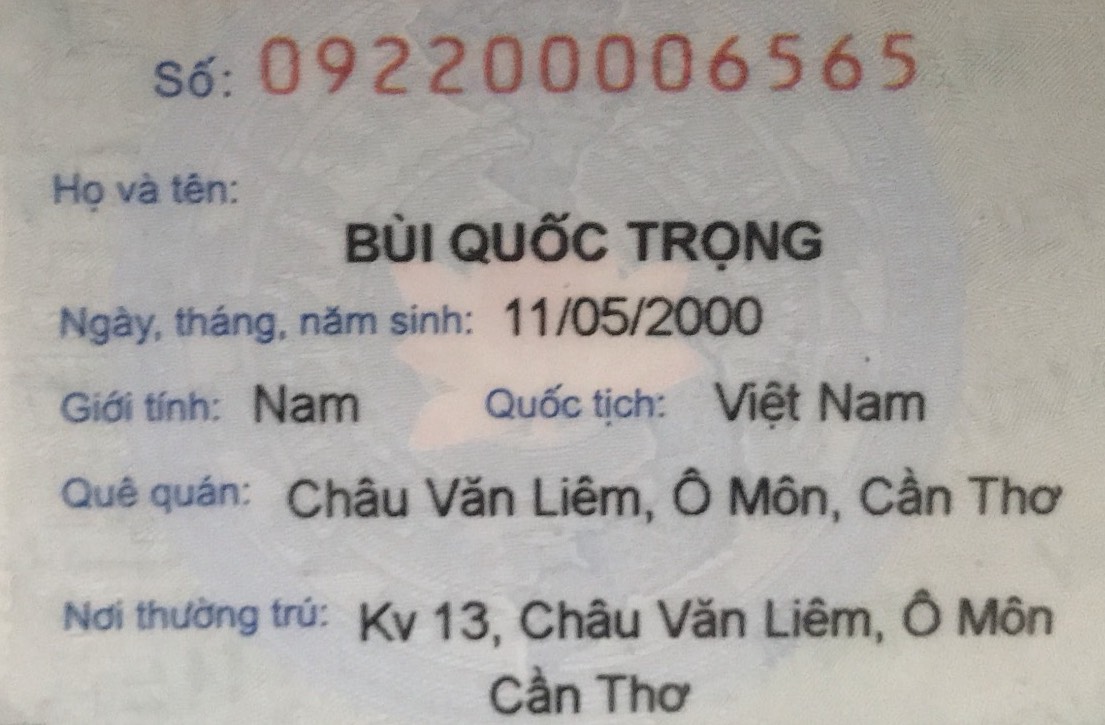 Số: 092200006565
Họ và tên:
BÙI QUỐC TRỌNG
Ngày, tháng, năm sinh: 11/05/2000
Giới tính: Nam Quốc tịch: Việt Nam
Quê quán: Châu Văn Liêm, Ô Môn, Cần Thơ
Nơi thường trú: Kv 13, Châu Văn Liêm, Ô Môn
Cần Thơ